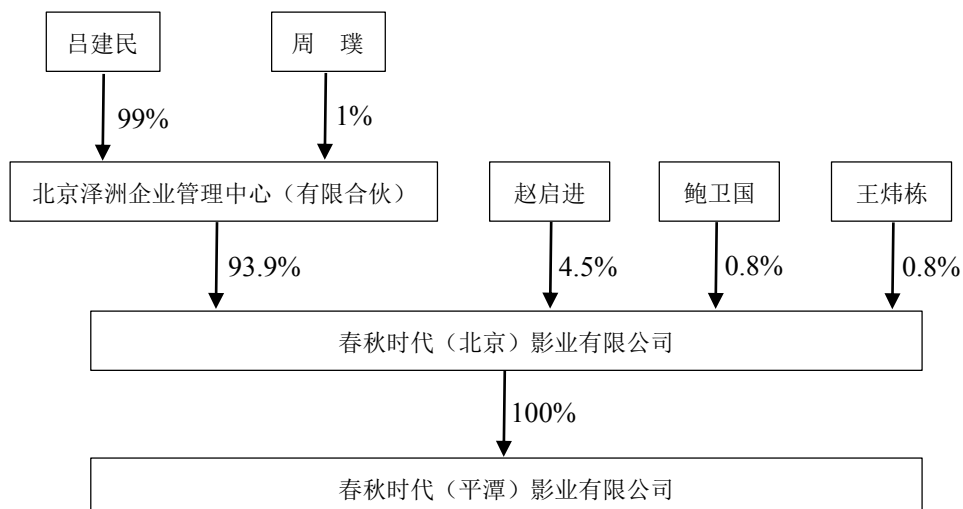 吕建民
周 璞
99%
1%
北京泽洲企业管理中心（有限合伙）
赵启进
鲍卫国
王炜栋
93.9%
4.5%
0.8%
0.8%
春秋时代（北京）影业有限公司
100%
春秋时代（平潭）影业有限公司